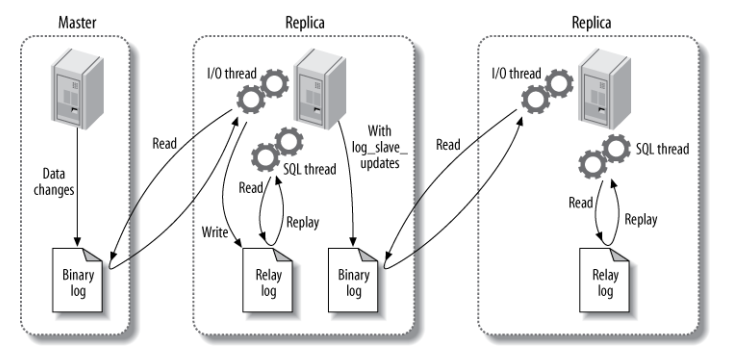 Master
Replica
Replica
I/O thread
I/O thread
Data
changes
Read
SQL thread
Read
Replay
Write
With
log_slave_
updates
Read
SQL thread
Read
Replay
Binary
log
Relay
log
Binary
log
Relay
log